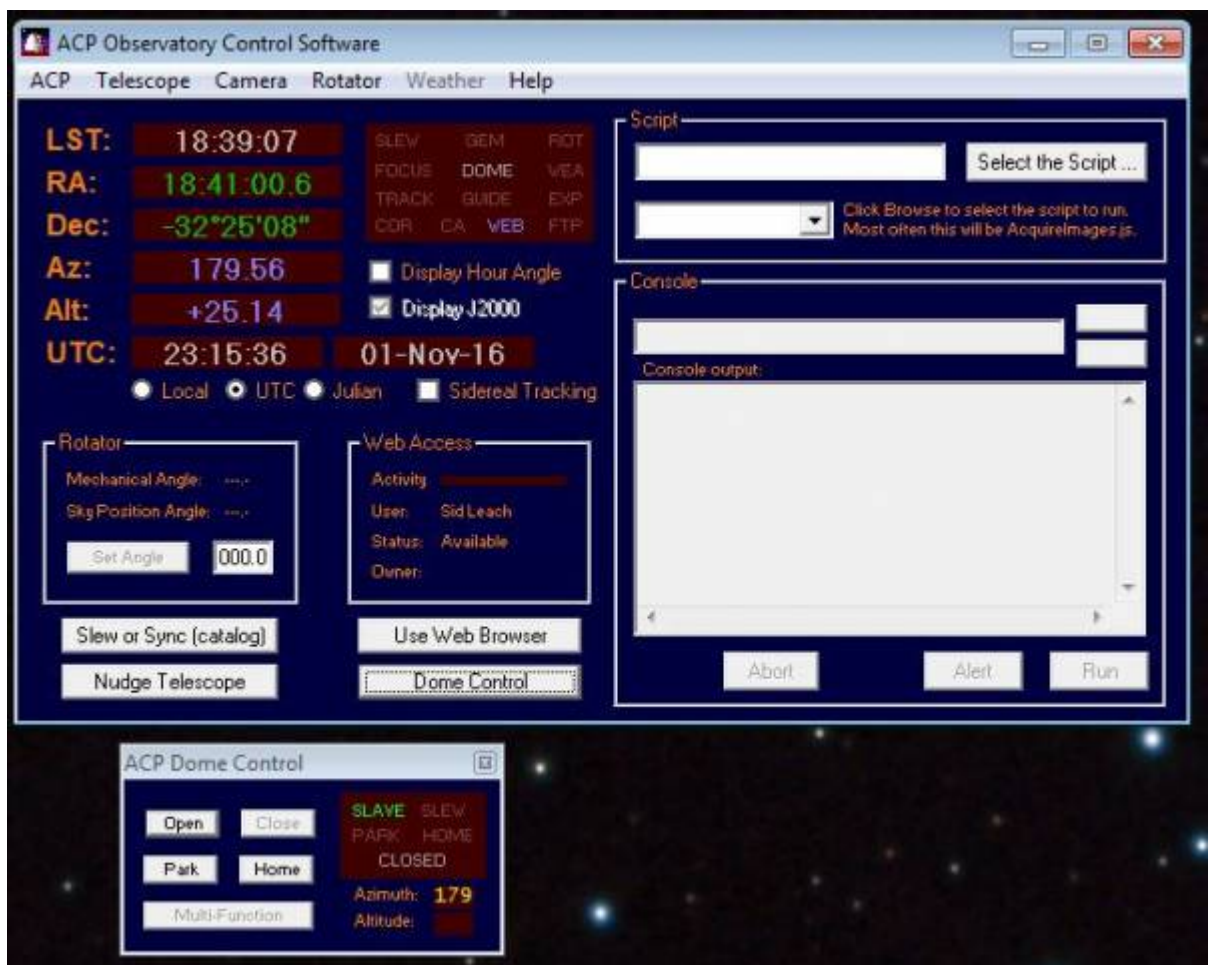 ACP Observatory Control Software
ACP Telescope Camera Rotator Weather Help
LST: 18:39:07
RA: 18:41:00.6
Dec: -32°25'08"
Az: 179.56
Alt: +25.14
UTC: 23:15:36 01-Nov-16
Local UTC Julian Sidereal Tracking
SLEW GEM ROT
FOCUS DOME WEA
TRACK GUIDE EXP
COR CA WEB FTP
Display Hour Angle
Display J2000
Rotator
Mechanical Angle: ---.-
Sky Position Angle: ---.-
Set Angle 000.0
Web Access
Activity
User: Sid Leach
Status: Available
Owner:
Slew or Sync (catalog)
Use Web Browser
Nudge Telescope
Dome Control
Script
Select the Script ...
Click Browse to select the script to run.
Most often this will be AcquireImages.js.
Console
Console output:
Abort Alert Run
ACP Dome Control
Open Close
Park Home
Multi-Function
SLAVE SLEW
PARK HOME
CLOSED
Azimuth: 179
Altitude: